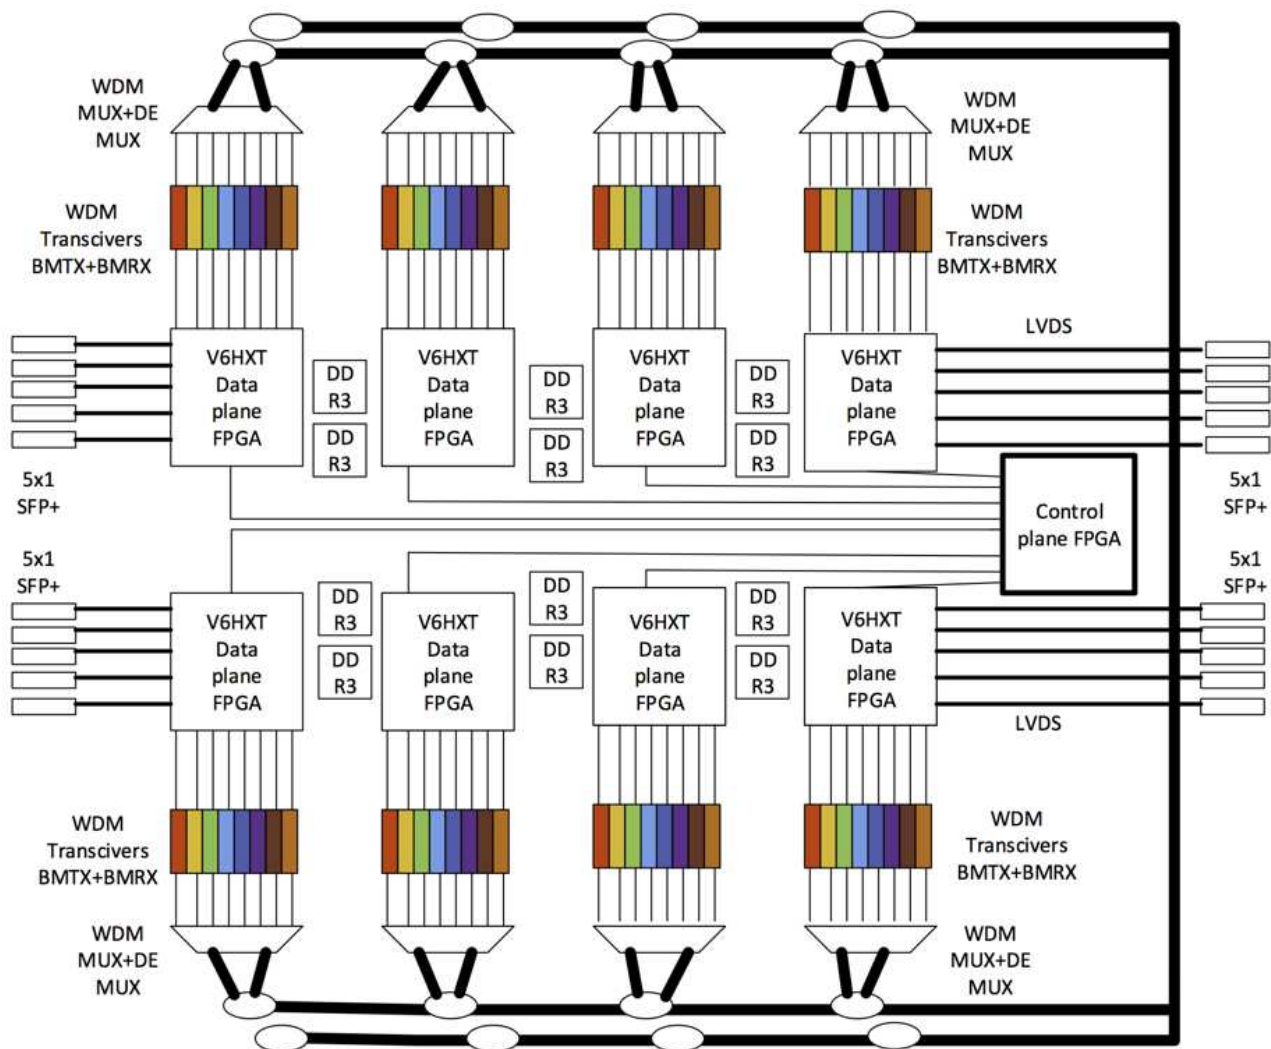 WDM
MUX+DE
MUX
WDM
MUX+DE
MUX
WDM
Transcivers
BMTX+BMRX
WDM
Transcivers
BMTX+BMRX
LVDS
V6HXT
Data
plane
FPGA
DD
R3
DD
R3
V6HXT
Data
plane
FPGA
DD
R3
DD
R3
V6HXT
Data
plane
FPGA
DD
R3
DD
R3
V6HXT
Data
plane
FPGA
5x1
SFP+
5x1
SFP+
Control
plane FPGA
5x1
SFP+
5x1
SFP+
V6HXT
Data
plane
FPGA
DD
R3
DD
R3
V6HXT
Data
plane
FPGA
DD
R3
DD
R3
V6HXT
Data
plane
FPGA
DD
R3
DD
R3
V6HXT
Data
plane
FPGA
LVDS
WDM
Transcivers
BMTX+BMRX
WDM
Transcivers
BMTX+BMRX
WDM
MUX+DE
MUX
WDM
MUX+DE
MUX